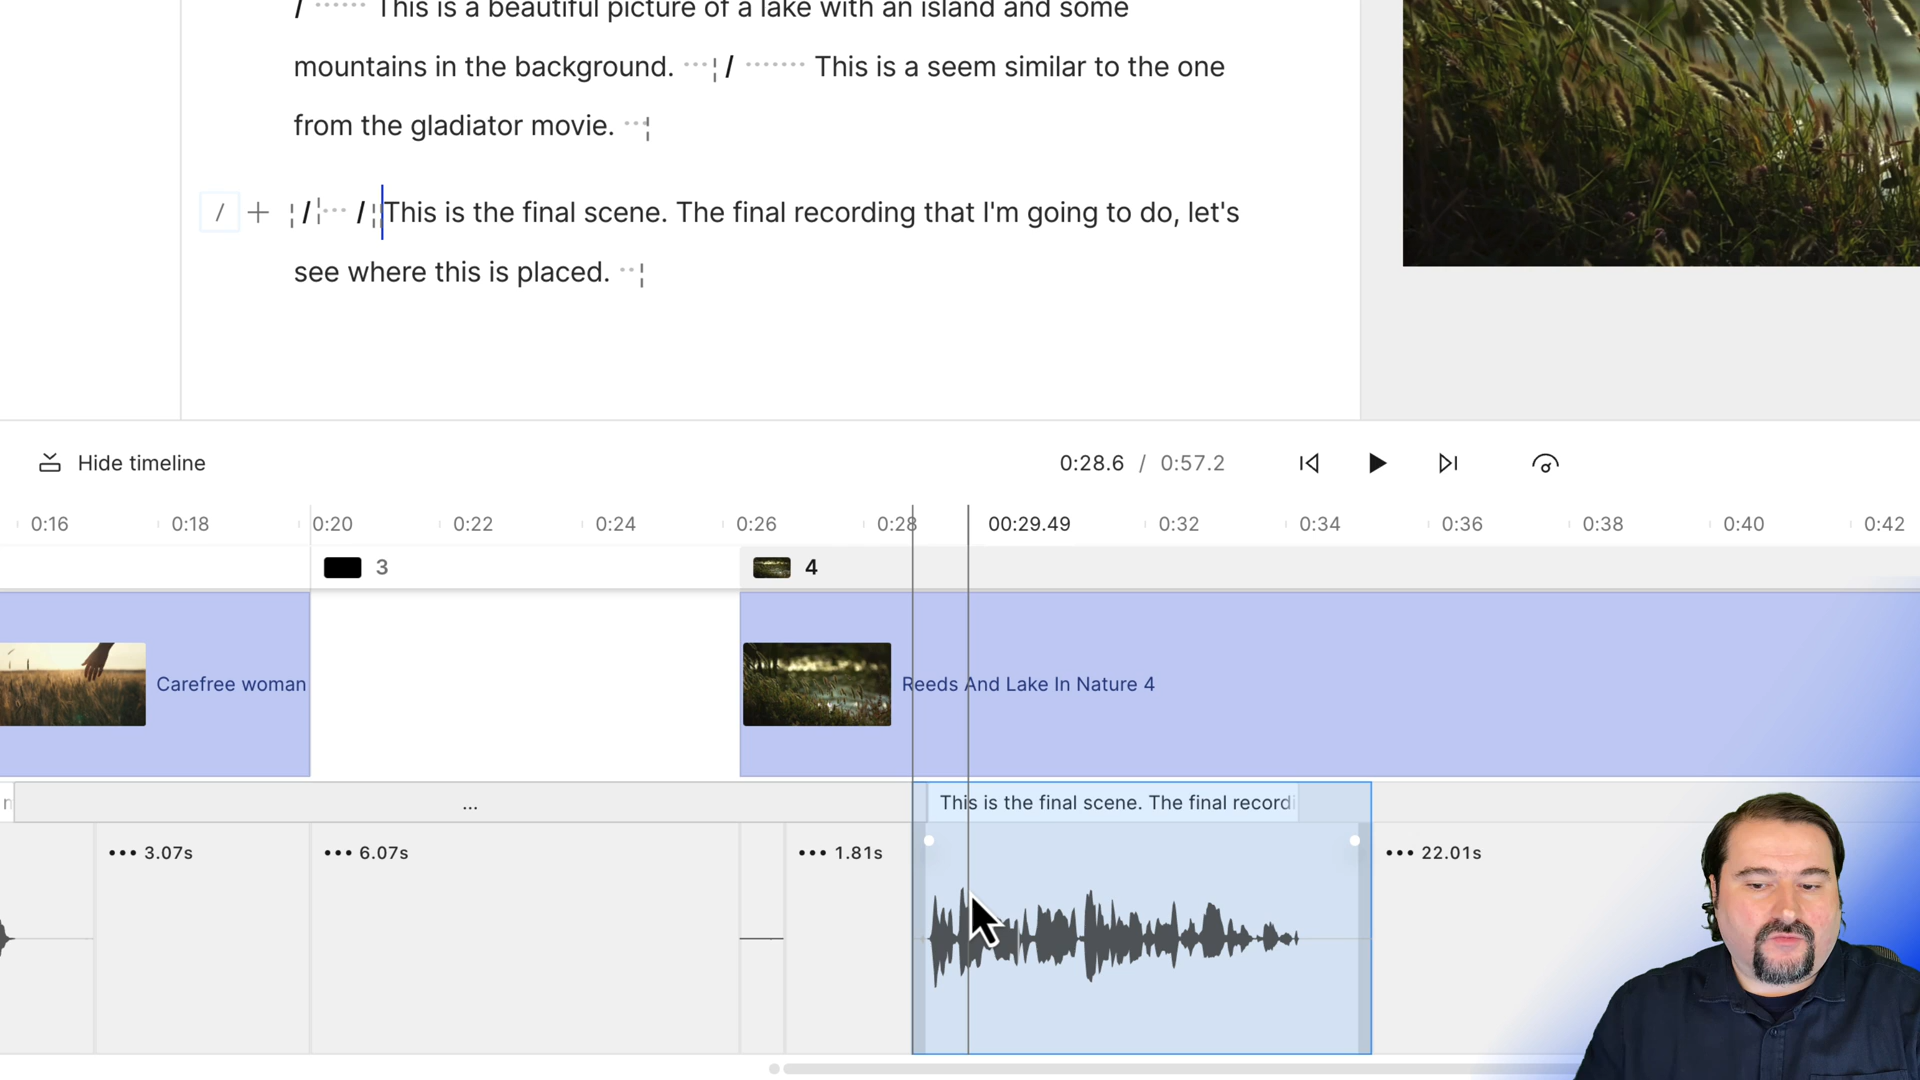 / ······ This is a beautiful picture of a lake with an island and some
mountains in the background. ···¦ / ······· This is a seem similar to the one
from the gladiator movie. ···¦
/ + ¦ / ¦··· / ¦ This is the final scene. The final recording that I'm going to do, let's
see where this is placed. ··¦
Hide timeline
0:28.6 / 0:57.2
0:16 0:18 0:20 0:22 0:24 0:26 0:28 00:29.49 0:32 0:34 0:36 0:38 0:40 0:42
3 4
Carefree woman
Reeds And Lake In Nature 4
... This is the final scene. The final recordi
••• 3.07s ••• 6.07s ••• 1.81s ••• 22.01s